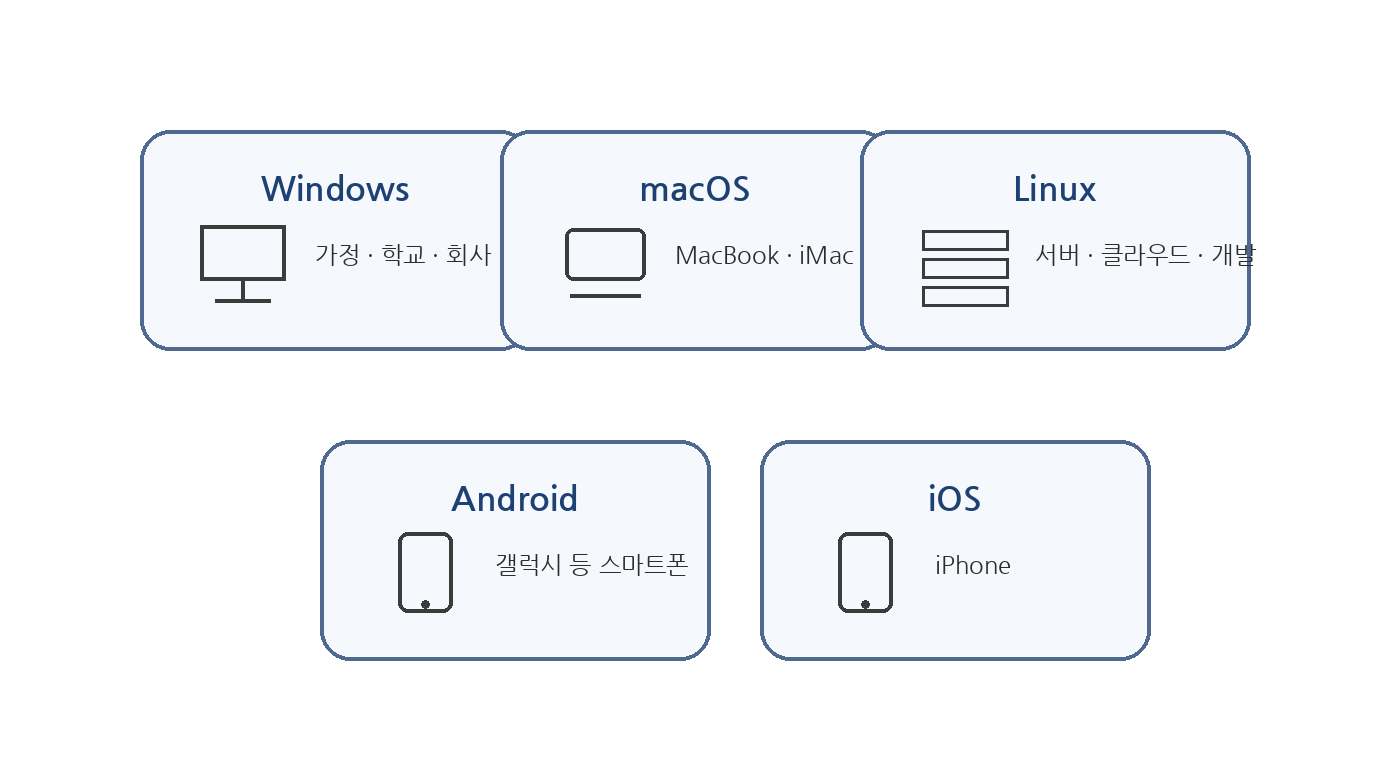 Windows
가정 · 학교 · 회사
macOS
MacBook · iMac
Linux
서버 · 클라우드 · 개발
Android
갤럭시 등 스마트폰
iOS
iPhone